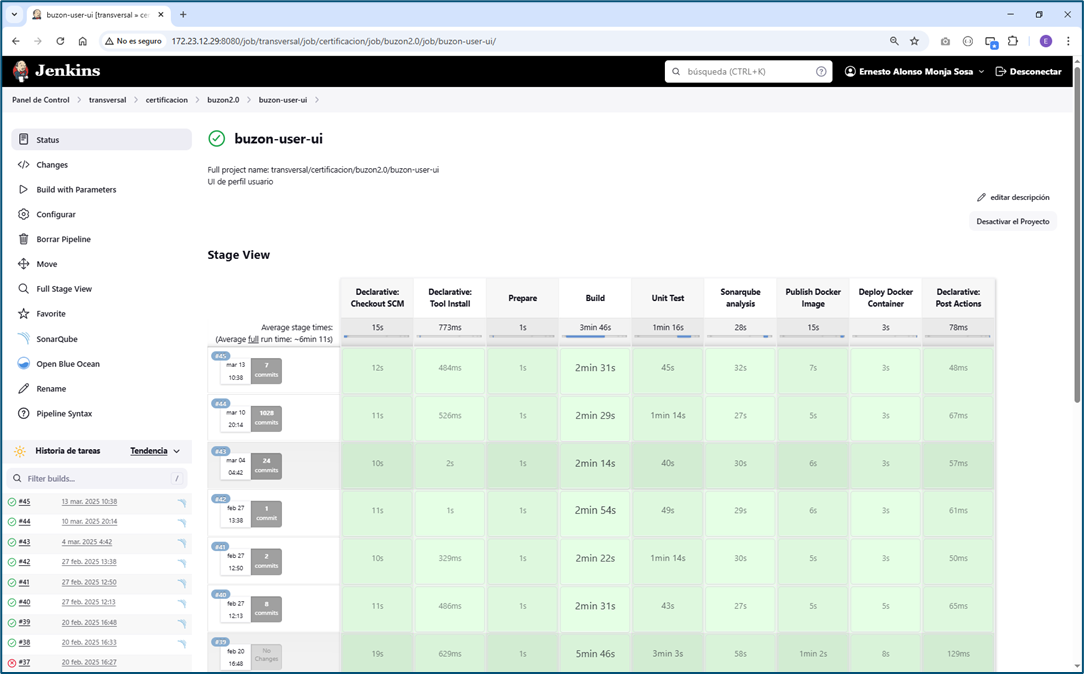 buzon-user-ui [transversal » cer
No es seguro 172.23.12.29:8080/job/transversal/job/certificacion/job/buzon2.0/job/buzon-user-ui/
E
Jenkins
búsqueda (CTRL+K)
Ernesto Alonso Monja Sosa
Desconectar
Panel de Control > transversal > certificacion > buzon2.0 > buzon-user-ui >
Status
Changes
Build with Parameters
Configurar
Borrar Pipeline
Move
Full Stage View
Favorite
SonarQube
Open Blue Ocean
Rename
Pipeline Syntax
Historia de tareas Tendencia
Filter builds... /
#45 13 mar. 2025 10:38
#44 10 mar. 2025 20:14
#43 4 mar. 2025 4:42
#42 27 feb. 2025 13:38
#41 27 feb. 2025 12:50
#40 27 feb. 2025 12:13
#39 20 feb. 2025 16:48
#38 20 feb. 2025 16:33
#37 20 feb. 2025 16:27
buzon-user-ui
Full project name: transversal/certificacion/buzon2.0/buzon-user-ui
UI de perfil usuario
editar descripción
Desactivar el Proyecto
Stage View
Declarative: Checkout SCM
Declarative: Tool Install
Prepare
Build
Unit Test
Sonarqube analysis
Publish Docker Image
Deploy Docker Container
Declarative: Post Actions
Average stage times:
(Average full run time: ~6min 11s)
15s 773ms 1s 3min 46s 1min 16s 28s 15s 3s 78ms
#45
mar 13 10:38 7 commits
12s 484ms 1s 2min 31s 45s 32s 7s 3s 48ms
#44
mar 10 20:14 1028 commits
11s 526ms 1s 2min 29s 1min 14s 27s 5s 3s 67ms
#43
mar 04 04:42 24 commits
10s 2s 1s 2min 14s 40s 30s 6s 3s 57ms
#42
feb 27 13:38 1 commit
11s 1s 1s 2min 54s 49s 29s 6s 3s 61ms
#41
feb 27 12:50 2 commits
10s 329ms 1s 2min 22s 1min 14s 30s 5s 3s 50ms
#40
feb 27 12:13 8 commits
11s 486ms 1s 2min 31s 43s 27s 5s 5s 65ms
#39
feb 20 16:48 No Changes
19s 629ms 1s 5min 46s 3min 3s 58s 1min 2s 8s 129ms